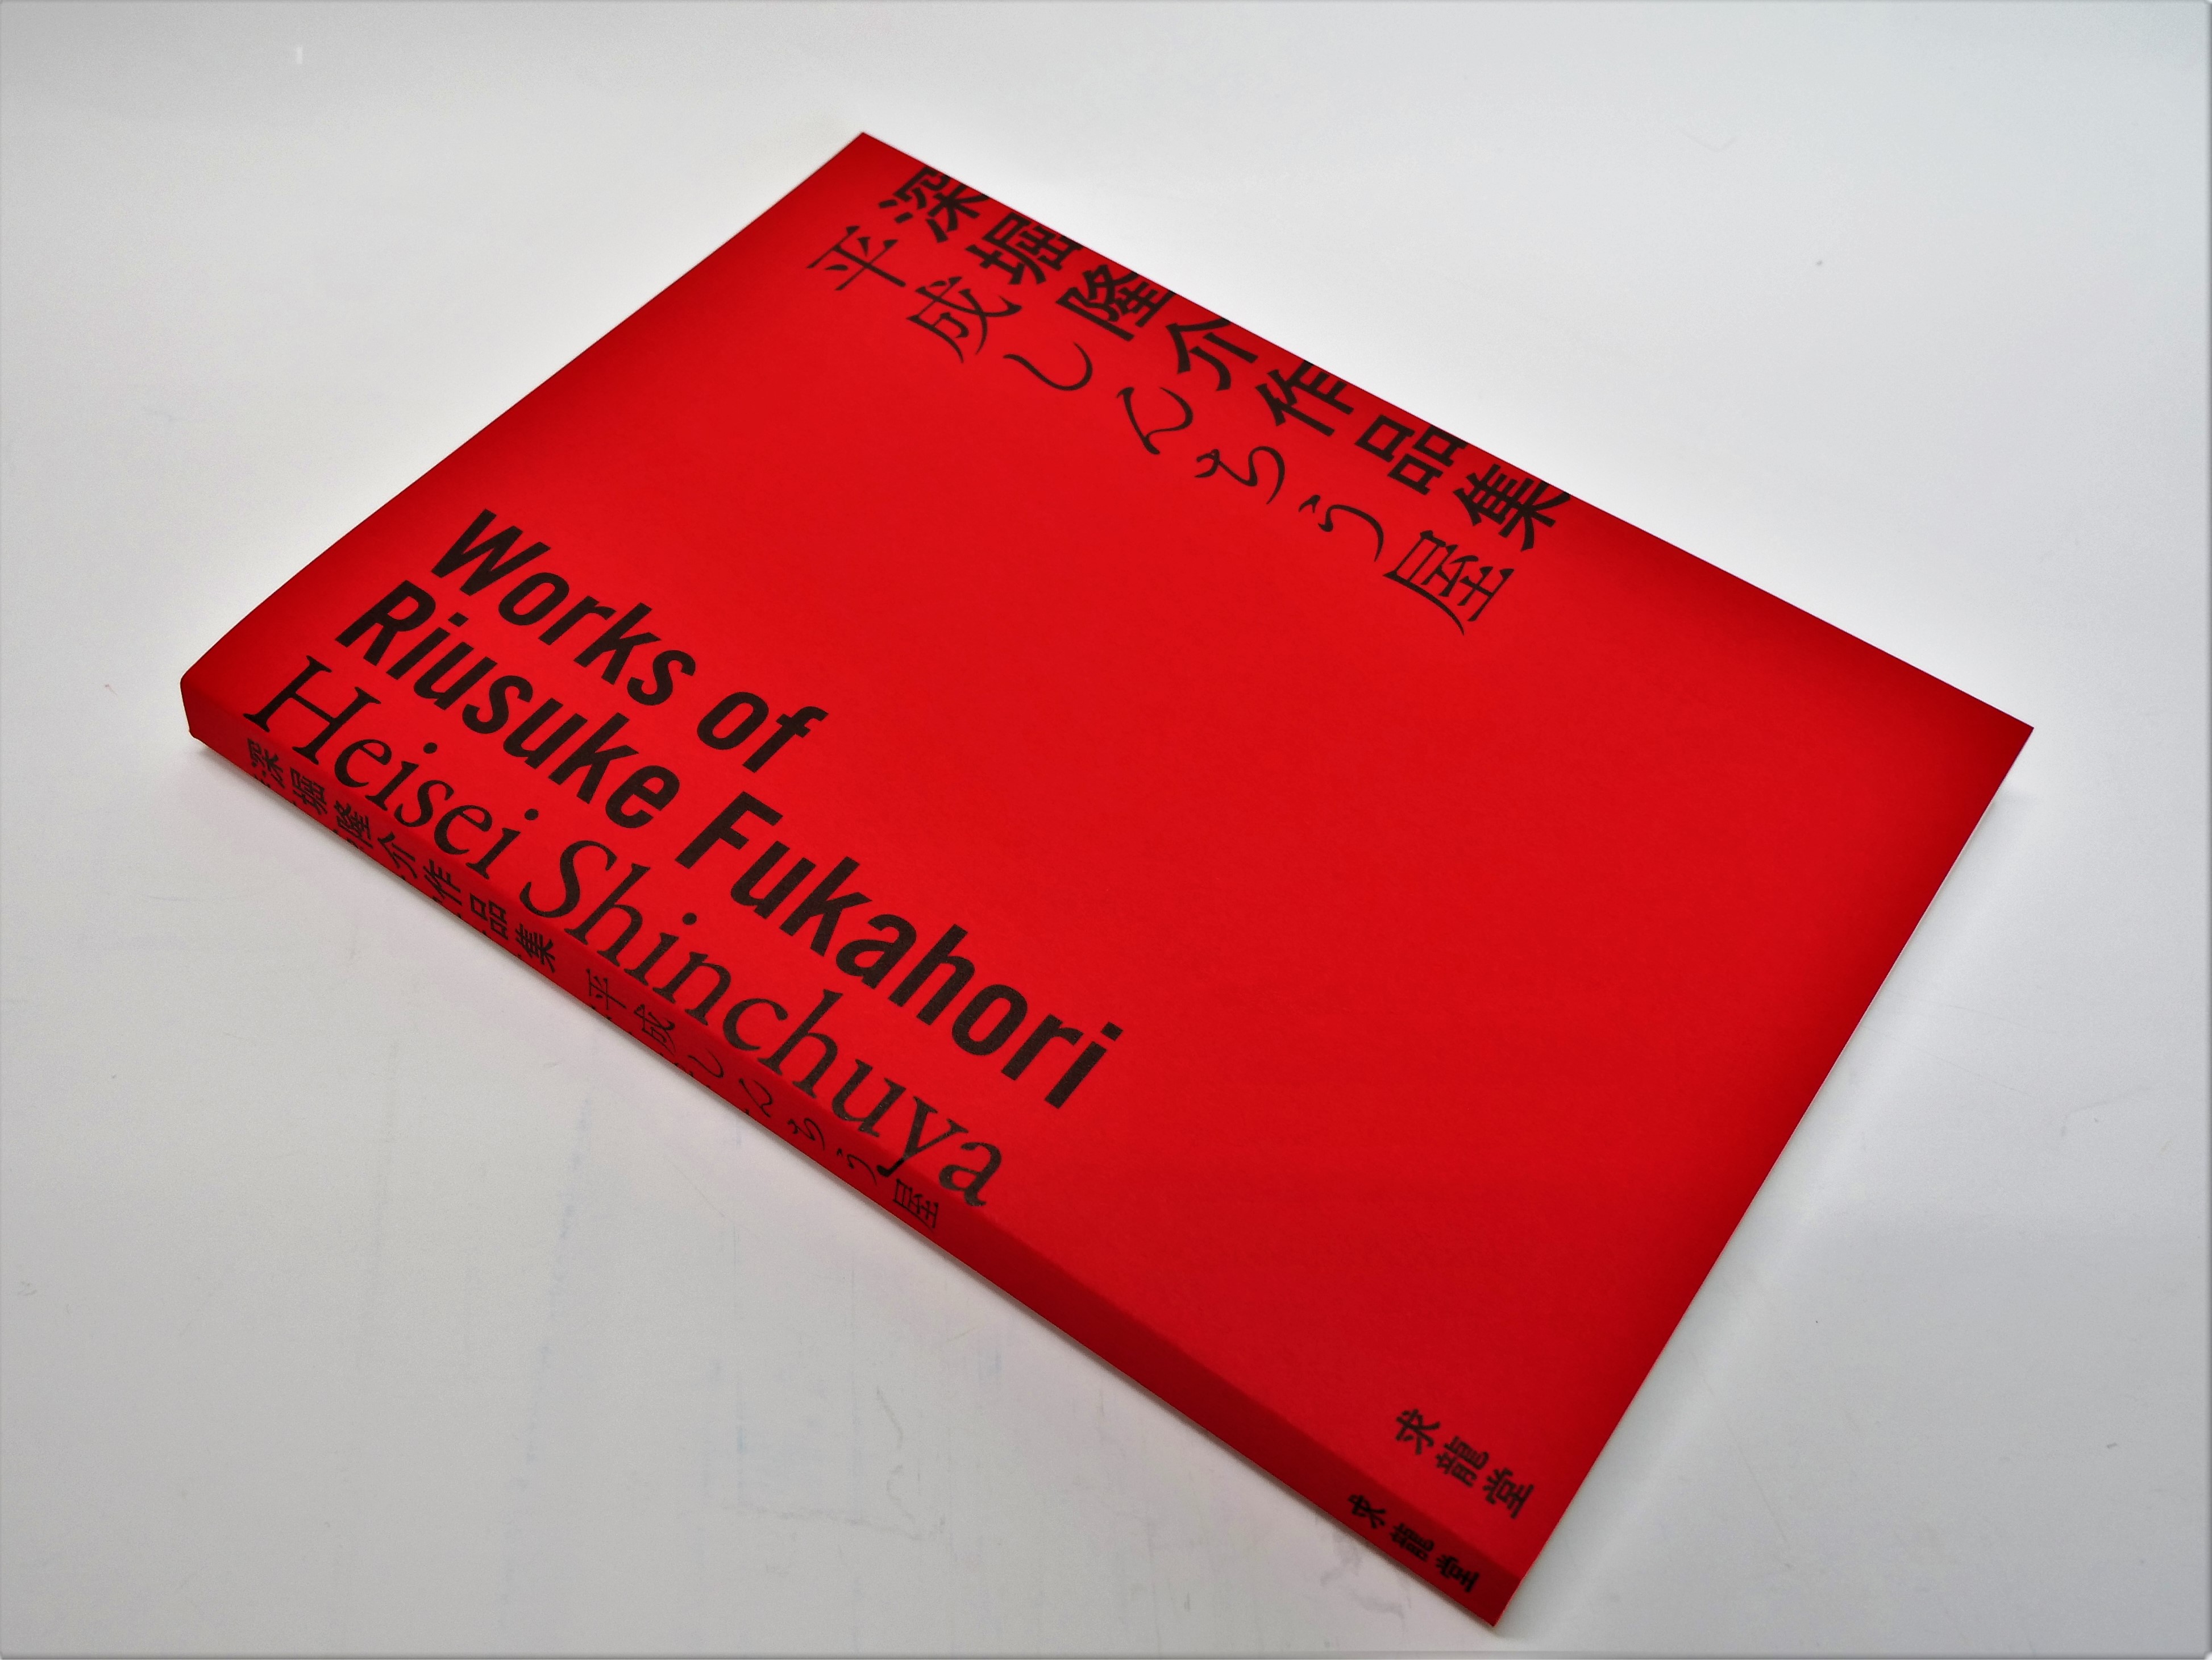 深堀隆介作品集
平成しんちう屋
Works of
Riusuke Fukahori
Heisei Shinchuya
求龍堂
深堀隆介作品集 平成しんちう屋
求龍堂